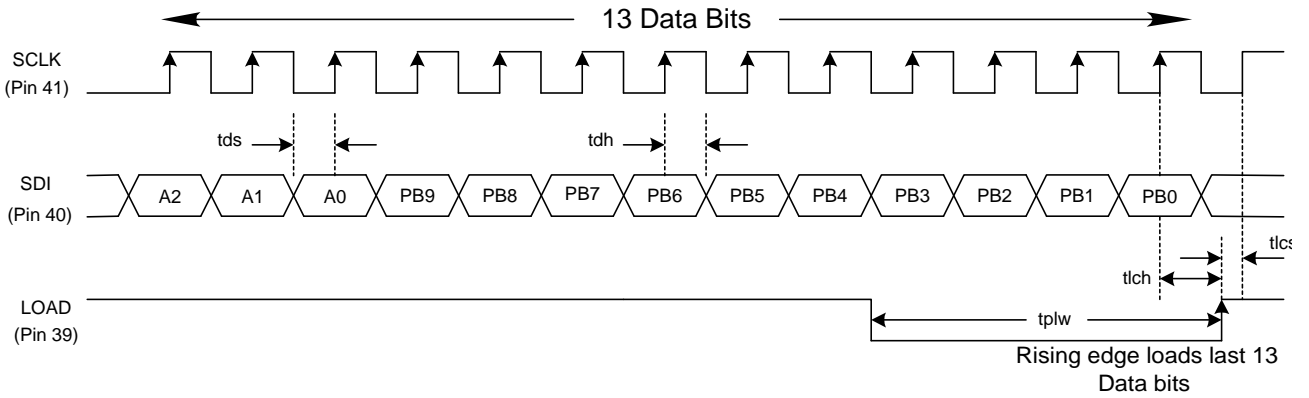 13 Data Bits
SCLK
(Pin 41)
tds
tdh
SDI
(Pin 40)
A2 A1 A0 PB9 PB8 PB7 PB6 PB5 PB4 PB3 PB2 PB1 PB0
tlcs
tlch
LOAD
(Pin 39)
tplw
Rising edge loads last 13
Data bits